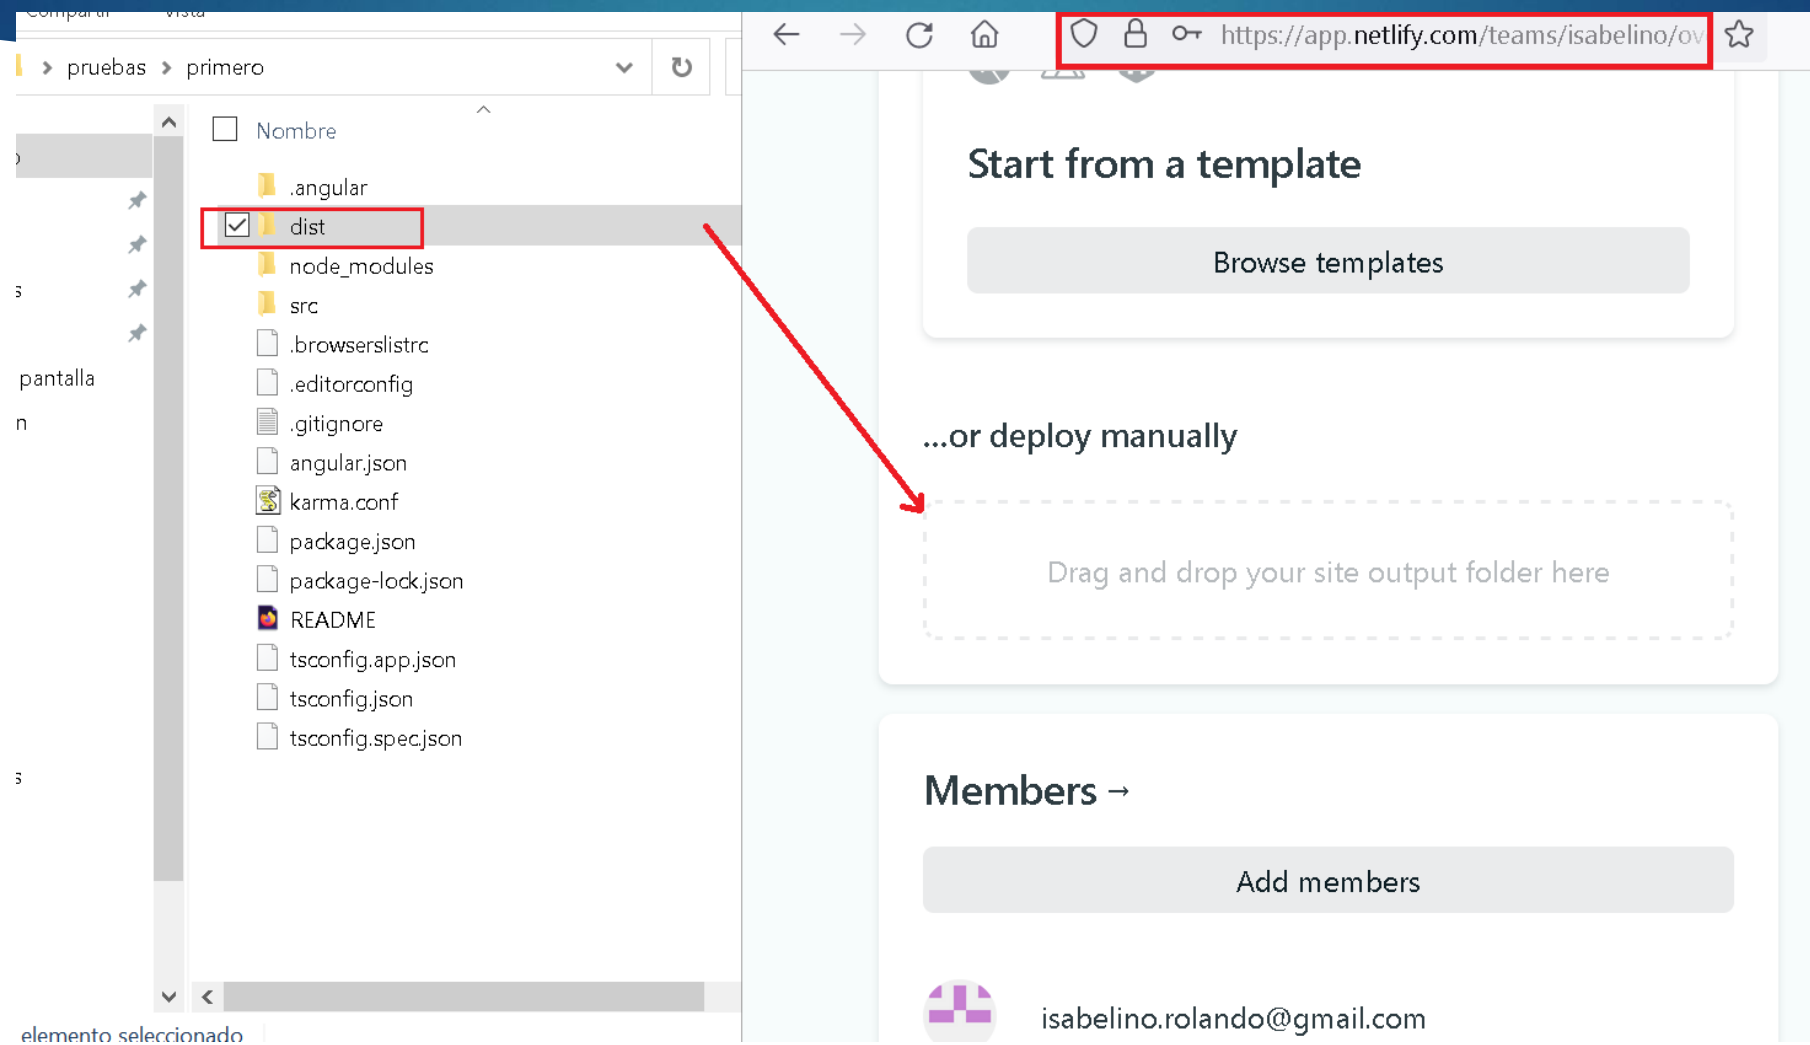 Compartir Vista
pruebas > primero
Nombre
.angular
dist
node_modules
src
.browserslistrc
.editorconfig
.gitignore
angular.json
karma.conf
package.json
package-lock.json
README
tsconfig.app.json
tsconfig.json
tsconfig.spec.json
pantalla
elemento seleccionado
https://app.netlify.com/teams/isabelino/ov
Start from a template
Browse templates
...or deploy manually
Drag and drop your site output folder here
Members →
Add members
isabelino.rolando@gmail.com